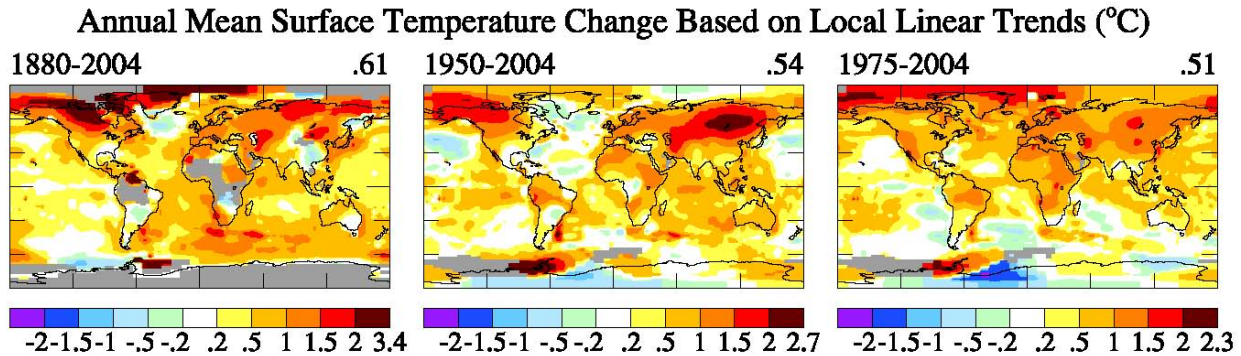 Annual Mean Surface Temperature Change Based on Local Linear Trends (°C)
1880-2004 .61 1950-2004 .54 1975-2004 .51
-2 -1.5 -1 -.5 -.2 .2 .5 1 1.5 2 3.4 -2 -1.5 -1 -.5 -.2 .2 .5 1 1.5 2 2.7 -2 -1.5 -1 -.5 -.2 .2 .5 1 1.5 2 2.3